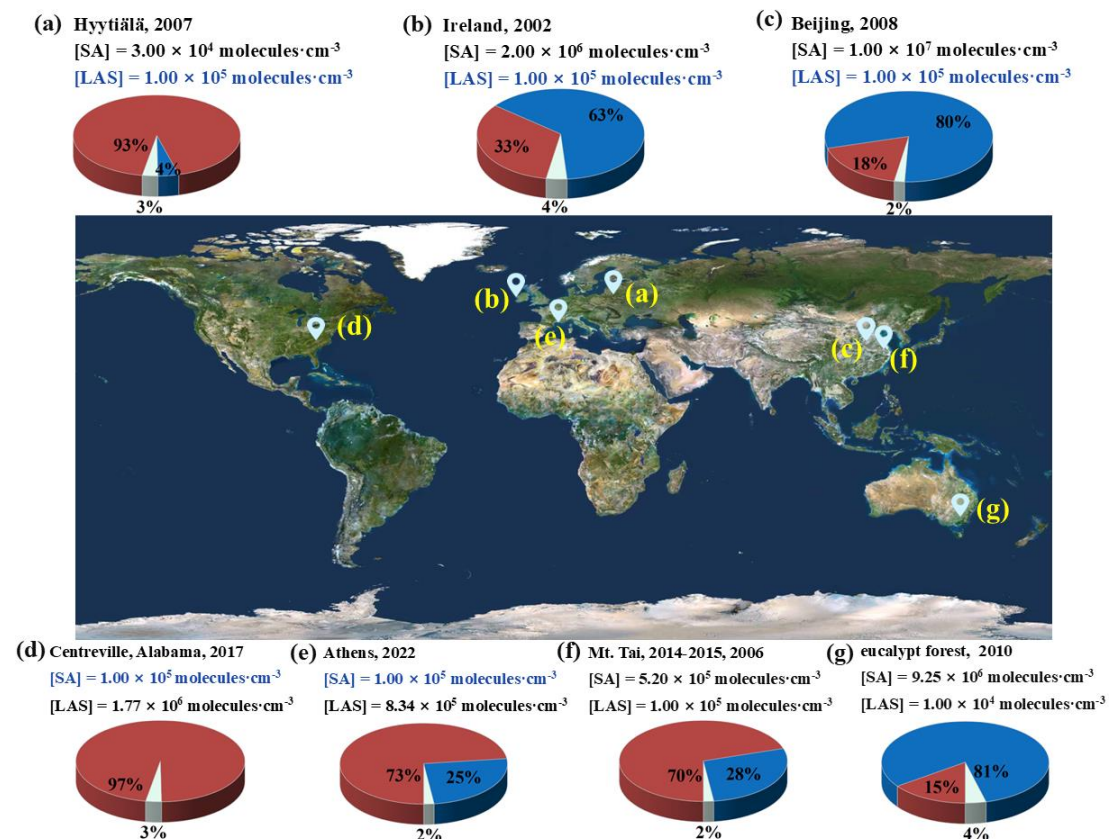 (a) Hyytiälä, 2007
[SA] = 3.00 × 10⁴ molecules·cm⁻³
[LAS] = 1.00 × 10⁵ molecules·cm⁻³
93%
4%
3%
(b) Ireland, 2002
[SA] = 2.00 × 10⁶ molecules·cm⁻³
[LAS] = 1.00 × 10⁵ molecules·cm⁻³
63%
33%
4%
(c) Beijing, 2008
[SA] = 1.00 × 10⁷ molecules·cm⁻³
[LAS] = 1.00 × 10⁵ molecules·cm⁻³
80%
18%
2%
(b)
(a)
(d)
(e)
(c)
(f)
(g)
(d) Centreville, Alabama, 2017
[SA] = 1.00 × 10⁵ molecules·cm⁻³
[LAS] = 1.77 × 10⁶ molecules·cm⁻³
97%
3%
(e) Athens, 2022
[SA] = 1.00 × 10⁵ molecules·cm⁻³
[LAS] = 8.34 × 10⁵ molecules·cm⁻³
73%
25%
2%
(f) Mt. Tai, 2014-2015, 2006
[SA] = 5.20 × 10⁵ molecules·cm⁻³
[LAS] = 1.00 × 10⁵ molecules·cm⁻³
70%
28%
2%
(g) eucalypt forest, 2010
[SA] = 9.25 × 10⁶ molecules·cm⁻³
[LAS] = 1.00 × 10⁴ molecules·cm⁻³
81%
15%
4%